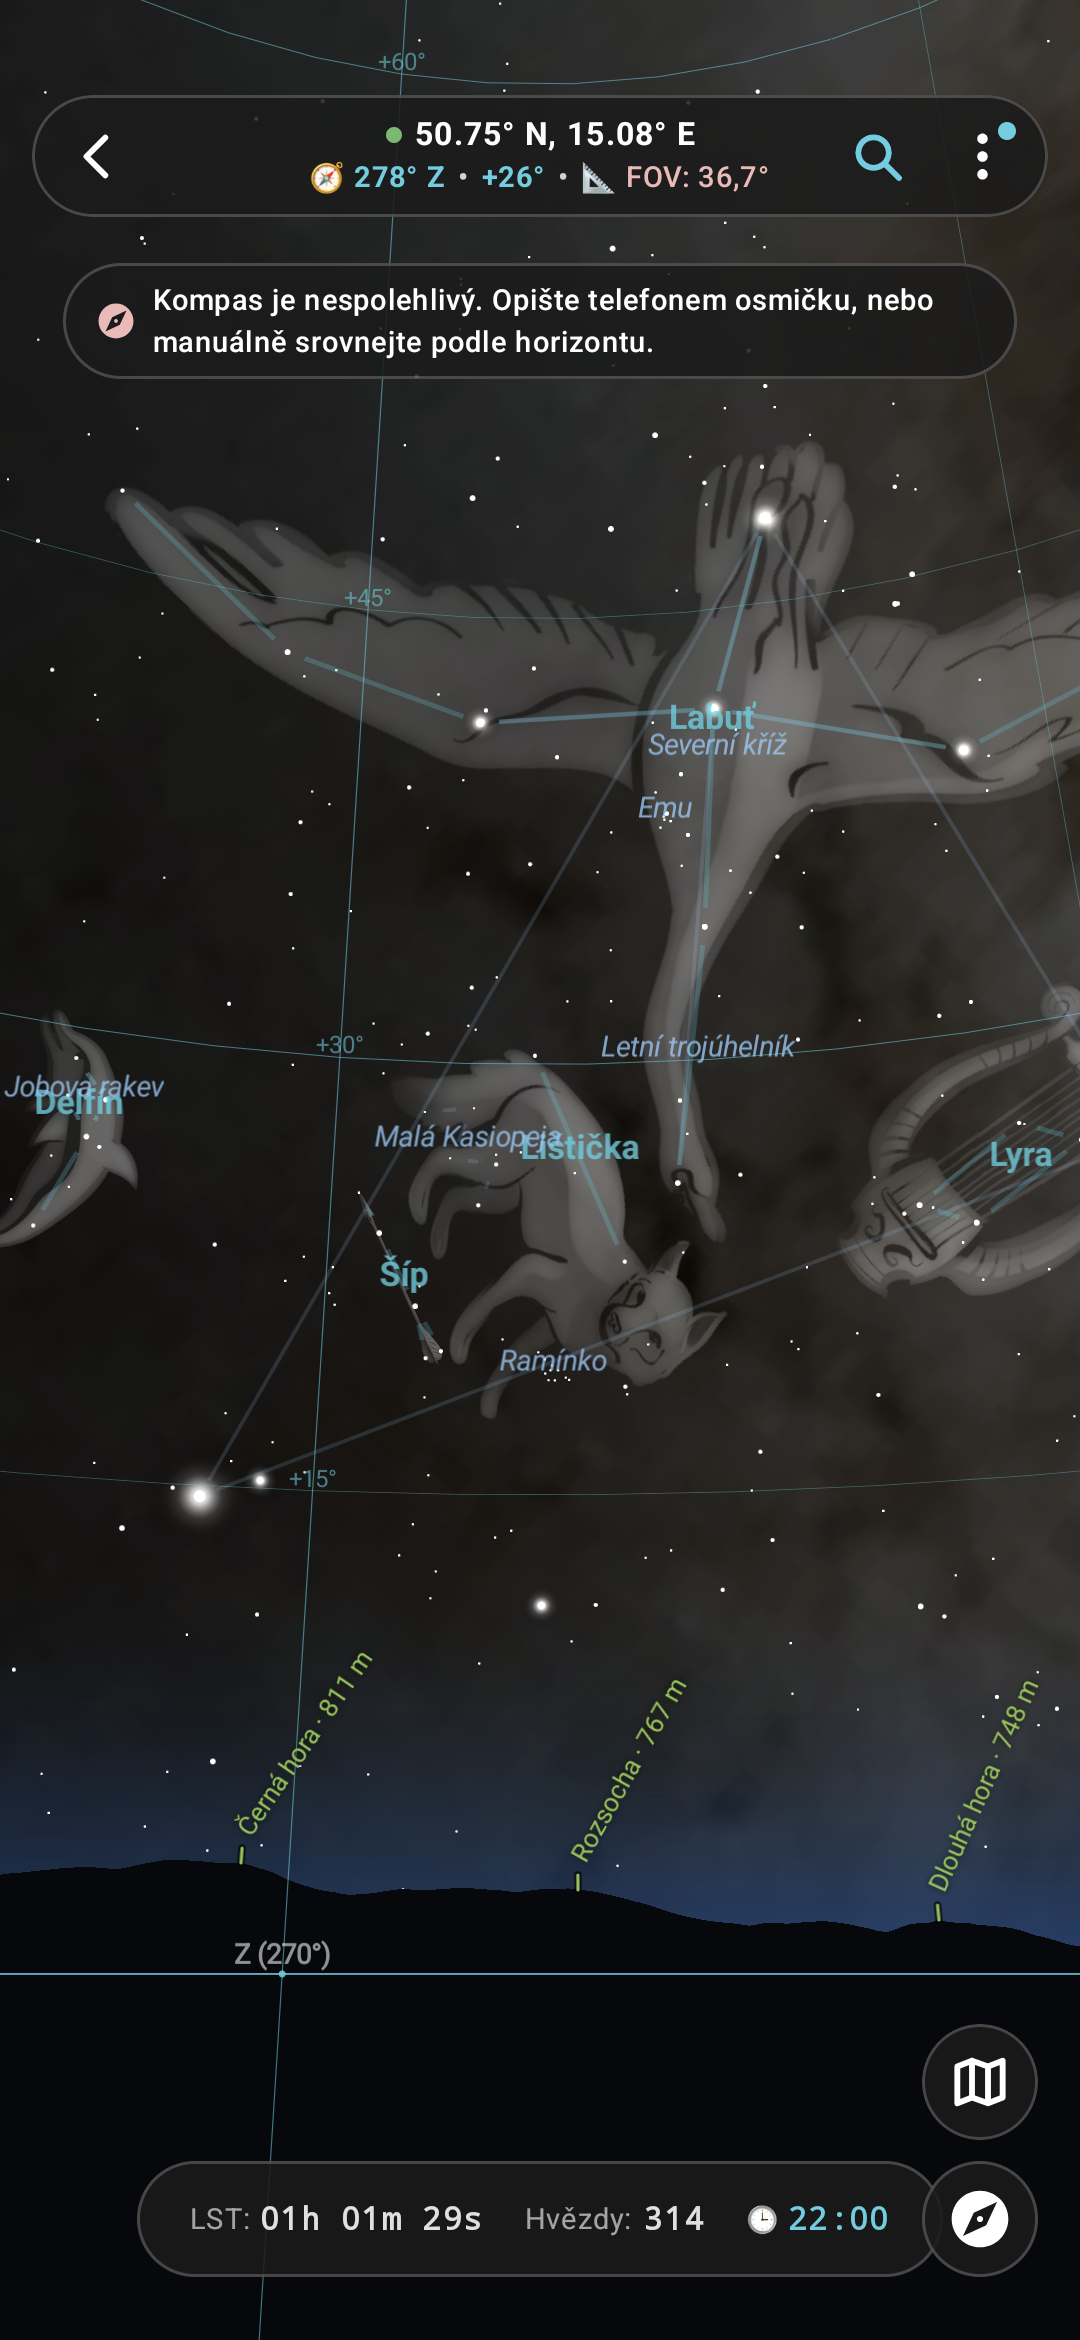 +60°
50.75° N, 15.08° E
278° Z • +26° • FOV: 36,7°
Kompas je nespolehlivý. Opište telefonem osmičku, nebo
manuálně srovnejte podle horizontu.
+45°
Labuť
Severní kříž
Emu
+30°
Letní trojúhelník
Jobova rakev
Delfín
Malá Kasiopeja
Lištička
Lyra
Šíp
Ramínko
+15°
Černá hora · 811 m
Rozsocha · 767 m
Dlouhá hora · 748 m
Z (270°)
LST: 01h 01m 29s Hvězdy: 314 22:00